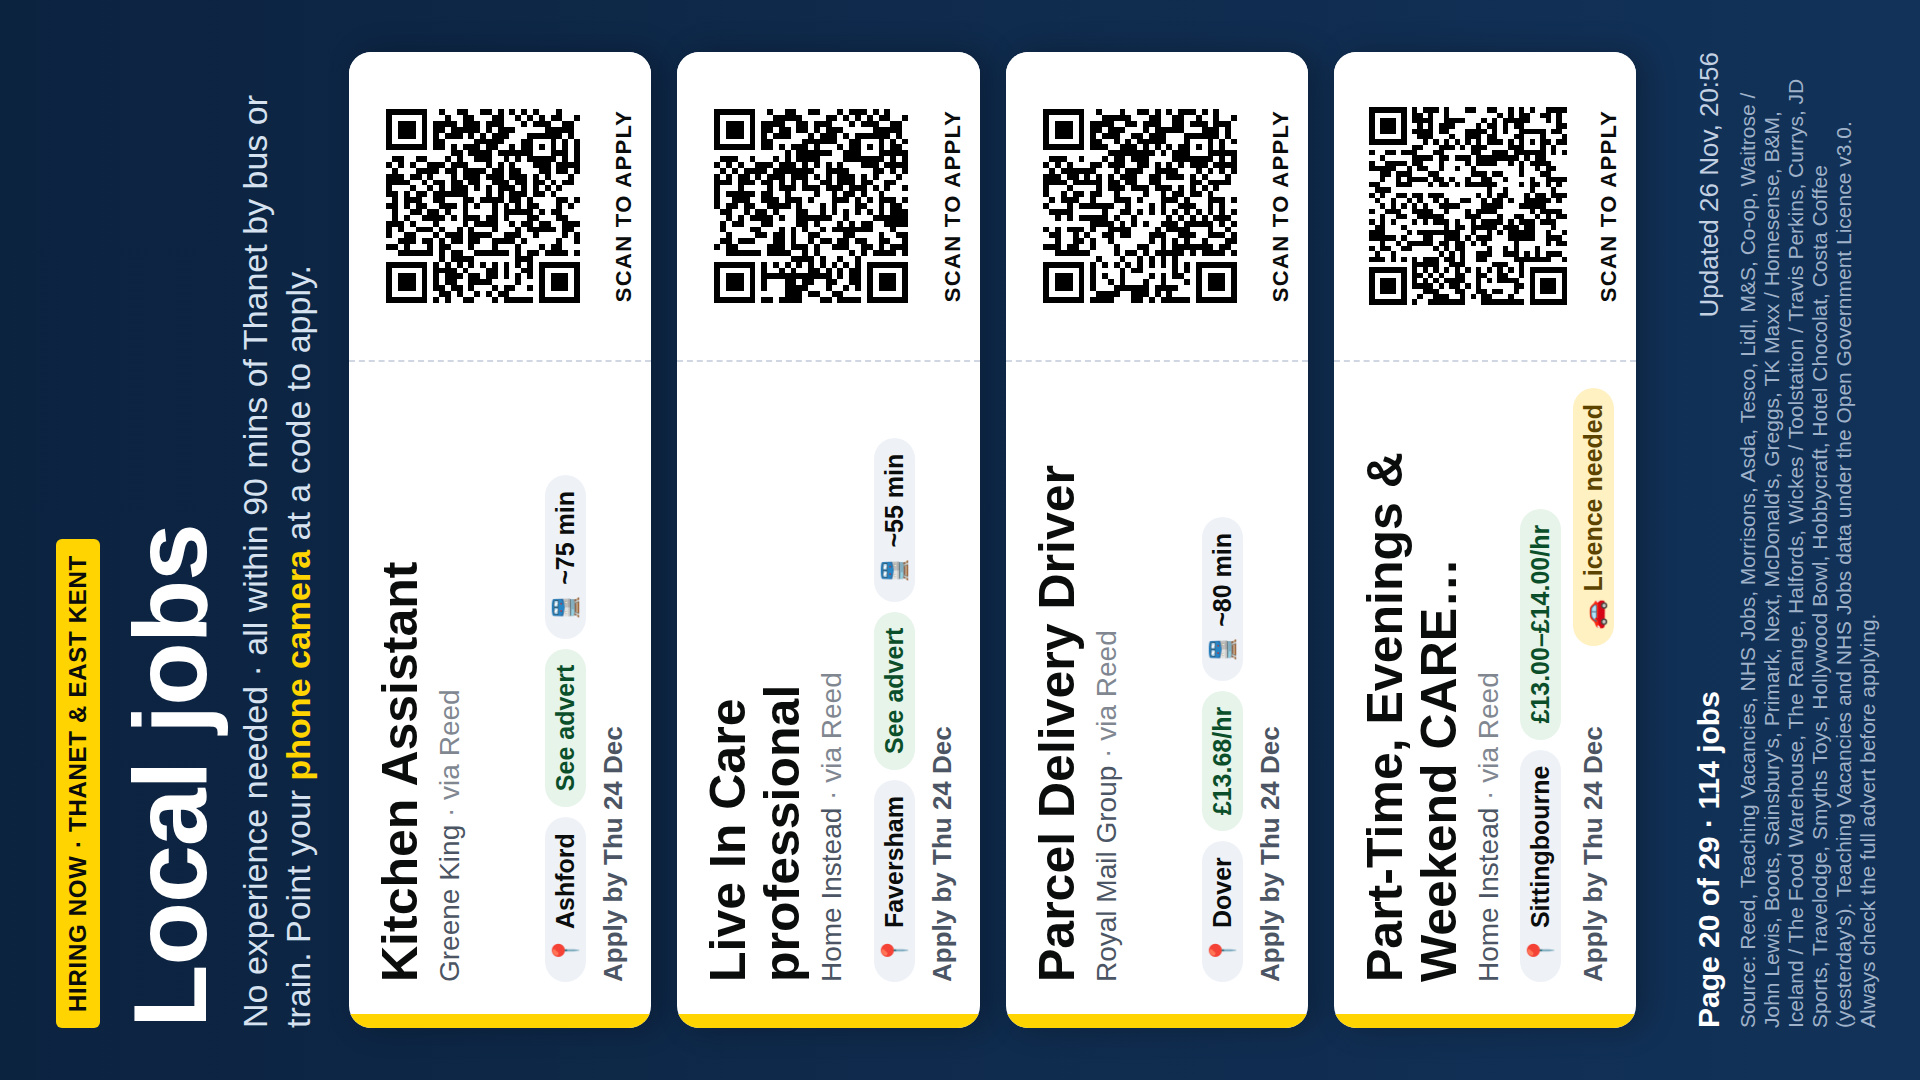 HIRING NOW · THANET & EAST KENT
Local jobs
No experience needed · all within 90 mins of Thanet by bus or
train. Point your phone camera at a code to apply.
Kitchen Assistant
Greene King · via Reed
📍 Ashford
See advert
🚆 ~75 min
Apply by Thu 24 Dec
SCAN TO APPLY
Live In Care
professional
Home Instead · via Reed
📍 Faversham
See advert
🚆 ~55 min
Apply by Thu 24 Dec
SCAN TO APPLY
Parcel Delivery Driver
Royal Mail Group · via Reed
📍 Dover
£13.68/hr
🚆 ~80 min
Apply by Thu 24 Dec
SCAN TO APPLY
Part-Time, Evenings &
Weekend CARE…
Home Instead · via Reed
📍 Sittingbourne
£13.00–£14.00/hr
🚗 Licence needed
Apply by Thu 24 Dec
SCAN TO APPLY
Page 20 of 29 · 114 jobs
Updated 26 Nov, 20:56
Source: Reed, Teaching Vacancies, NHS Jobs, Morrisons, Asda, Tesco, Lidl, M&S, Co-op, Waitrose /
John Lewis, Boots, Sainsbury's, Primark, Next, McDonald's, Greggs, TK Maxx / Homesense, B&M,
Iceland / The Food Warehouse, The Range, Halfords, Wickes / Toolstation / Travis Perkins, Currys, JD
Sports, Travelodge, Smyths Toys, Hollywood Bowl, Hobbycraft, Hotel Chocolat, Costa Coffee
(yesterday's). Teaching Vacancies and NHS Jobs data under the Open Government Licence v3.0.
Always check the full advert before applying.